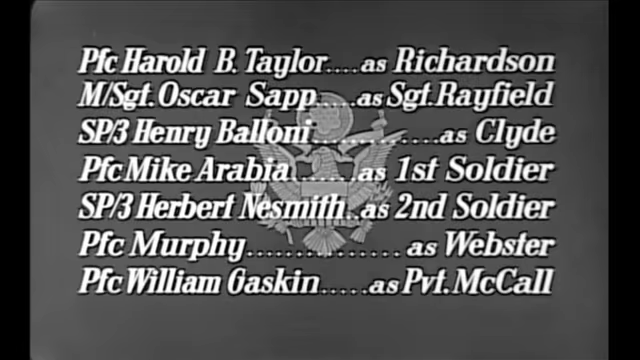 Pfc Harold B. Taylor....as Richardson
M/Sgt. Oscar Sapp....as Sgt. Rayfield
SP/3 Henry Balloni............as Clyde
Pfc Mike Arabia.......as 1st Soldier
SP/3 Herbert Nesmith..as 2nd Soldier
Pfc Murphy...............as Webster
Pfc William Gaskin.....as Pvt. McCall